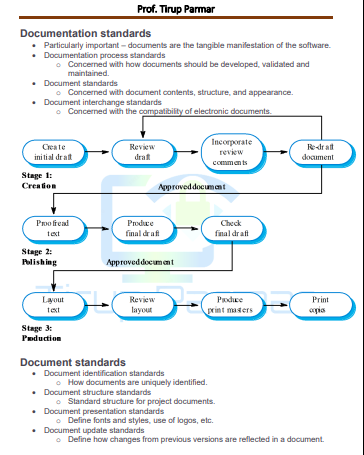 Prof. Tirup Parmar
Documentation standards
• Particularly important – documents are the tangible manifestation of the software.
• Documentation process standards
o Concerned with how documents should be developed, validated and
maintained.
• Document standards
o Concerned with document contents, structure, and appearance.
• Document interchange standards
o Concerned with the compatibility of electronic documents.
Create
initial draft
Review
draft
Incorporate
review
comments
Re-draft
document
Stage 1:
Creation
Approved document
Proofread
text
Produce
final draft
Check
final draft
Stage 2:
Polishing
Approved document
Layout
text
Review
layout
Produce
print masters
Print
copies
Stage 3:
Production
Document standards
• Document identification standards
o How documents are uniquely identified.
• Document structure standards
o Standard structure for project documents.
• Document presentation standards
o Define fonts and styles, use of logos, etc.
• Document update standards
o Define how changes from previous versions are reflected in a document.